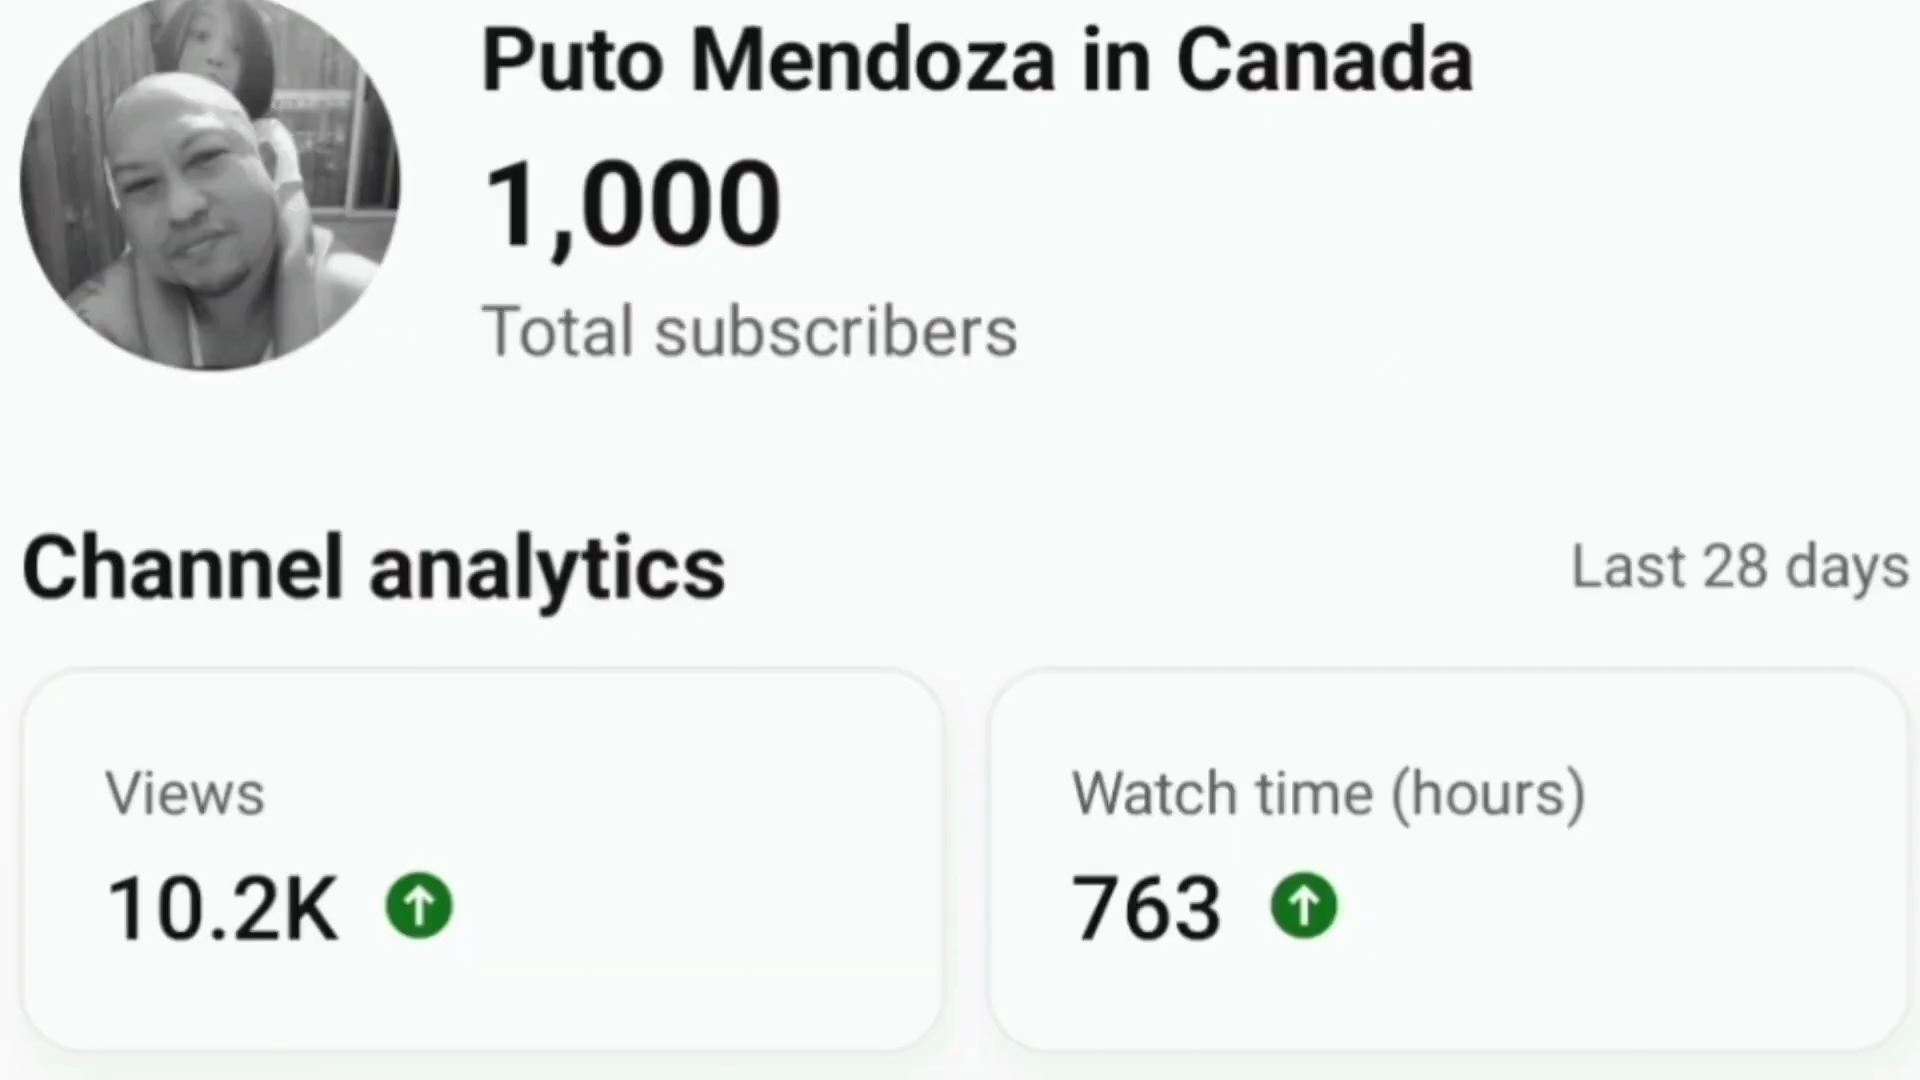 Puto Mendoza in Canada
1,000
Total subscribers
Channel analytics
Last 28 days
Views
Watch time (hours)
10.2K
763